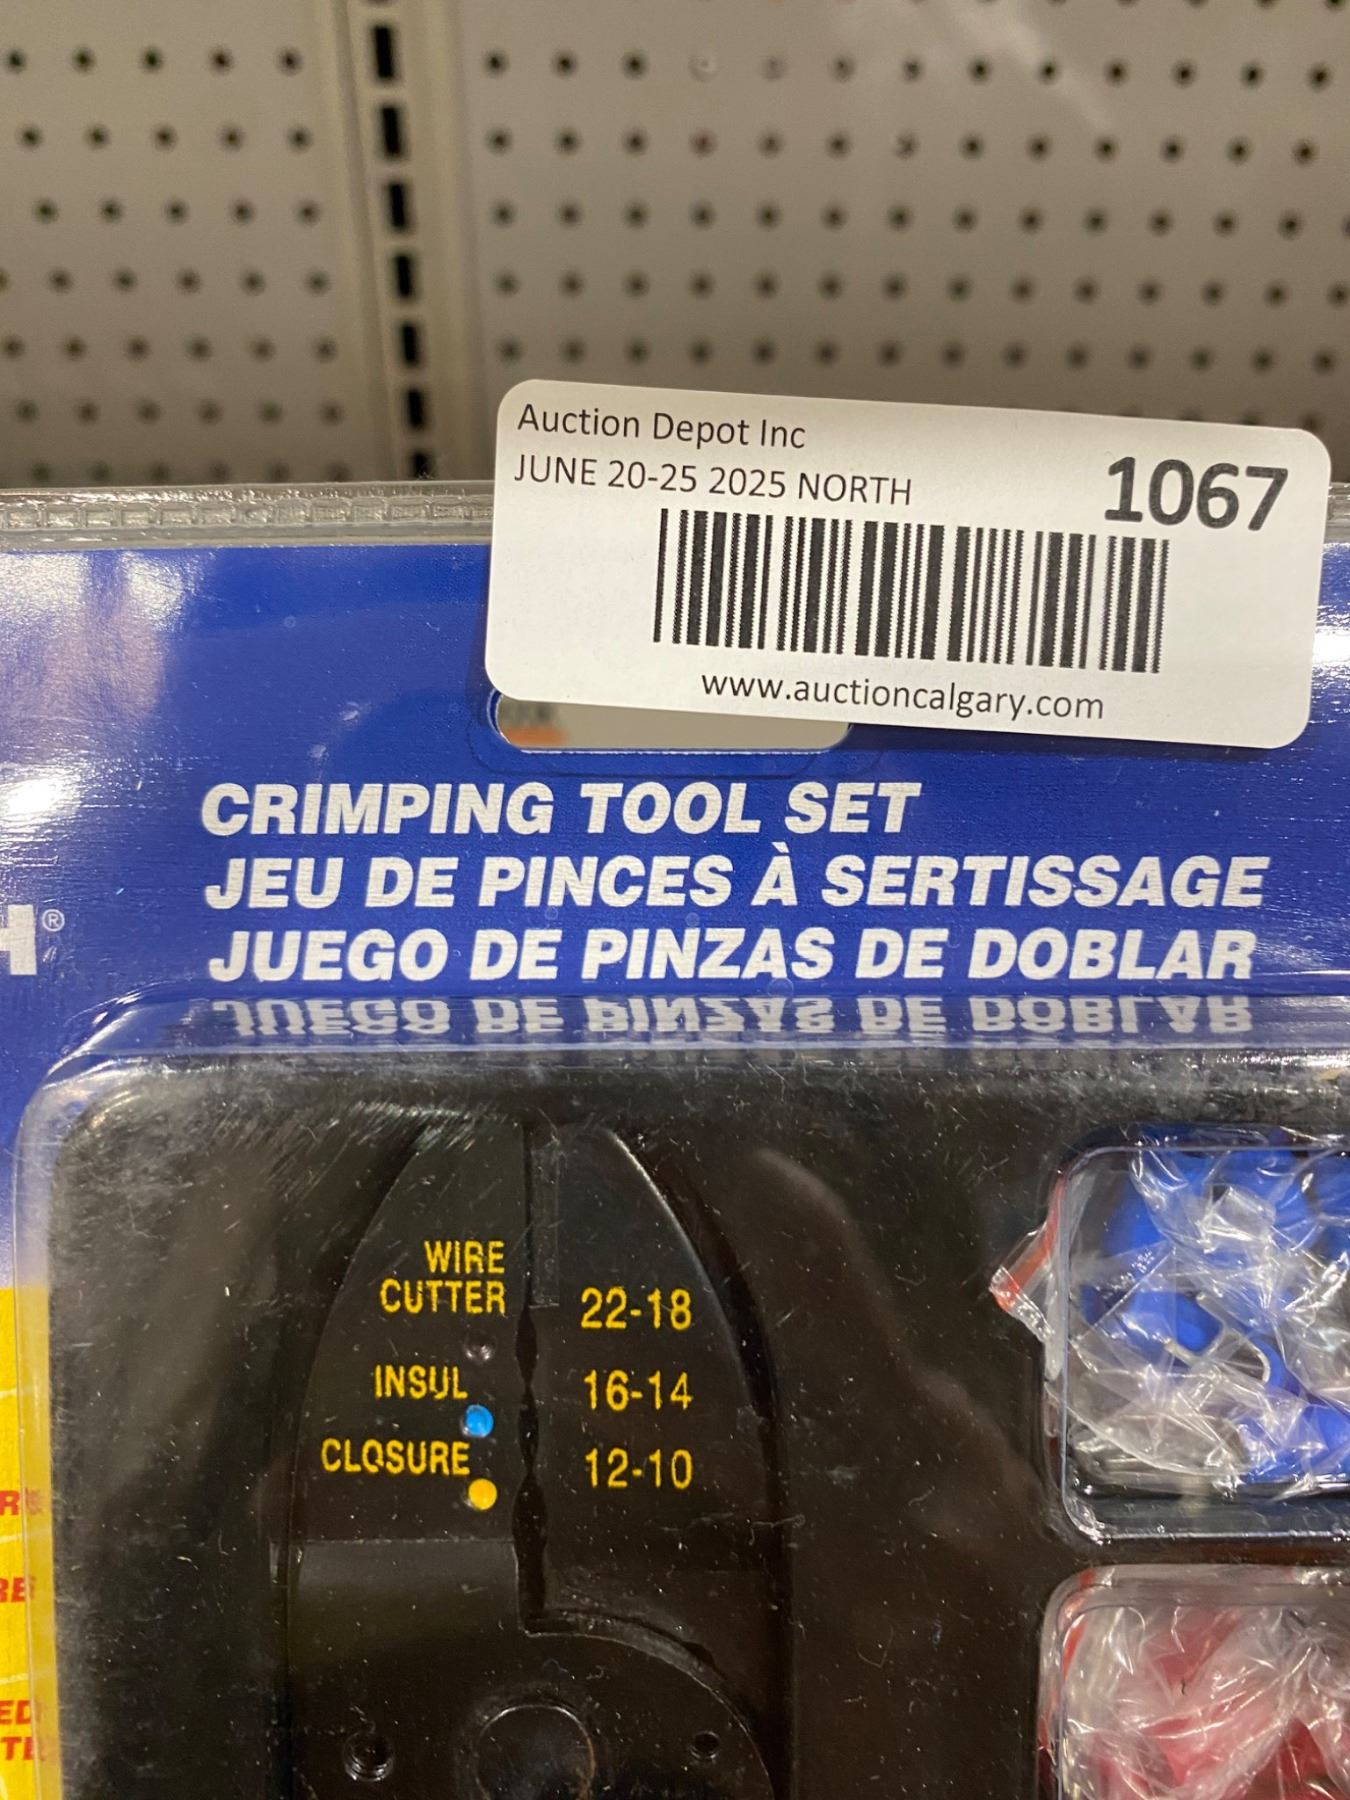 Auction Depot Inc
JUNE 20-25 2025 NORTH
1067
www.auctioncalgary.com
CRIMPING TOOL SET
JEU DE PINCES À SERTISSAGE
JUEGO DE PINZAS DE DOBLAR
H®
WIRE
CUTTER
22-18
INSUL
16-14
CLOSURE
12-10